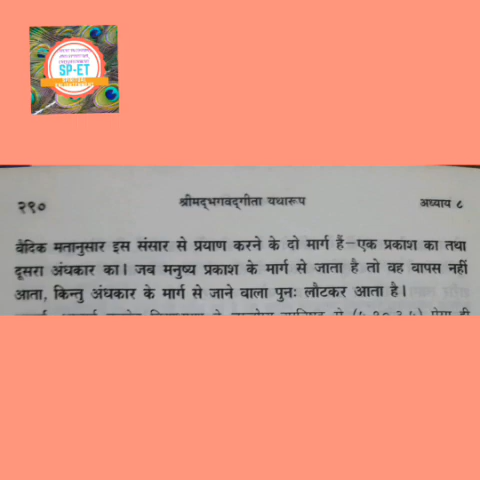 SP-ET
२९०
श्रीमद्भगवद्गीता यथारूप
अध्याय ८
वैदिक मतानुसार इस संसार से प्रयाण करने के दो मार्ग हैं—एक प्रकाश का तथा
दूसरा अंधकार का। जब मनुष्य प्रकाश के मार्ग से जाता है तो वह वापस नहीं
आता, किन्तु अंधकार के मार्ग से जाने वाला पुनः लौटकर आता है।